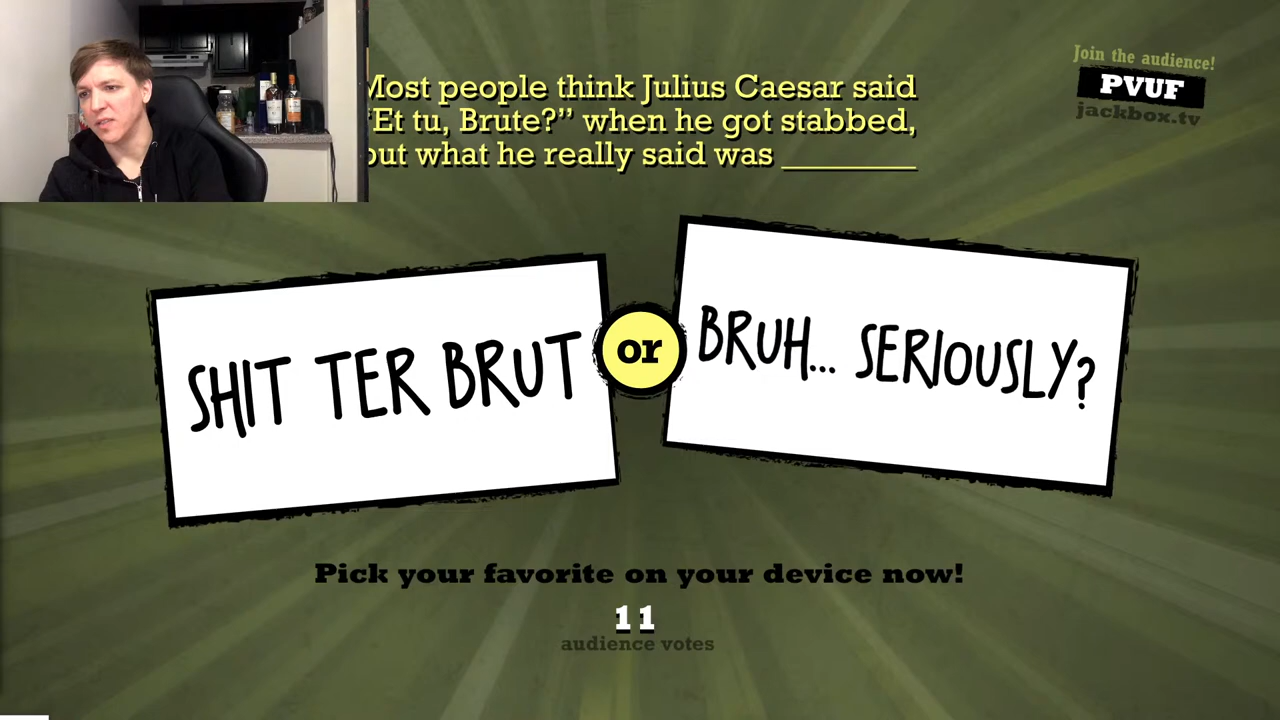 Most people think Julius Caesar said
"Et tu, Brute?" when he got stabbed,
but what he really said was ________
Join the audience!
PVUF
jackbox.tv
SHIT TER BRUT
or
BRUH... SERIOUSLY?
Pick your favorite on your device now!
11
audience votes